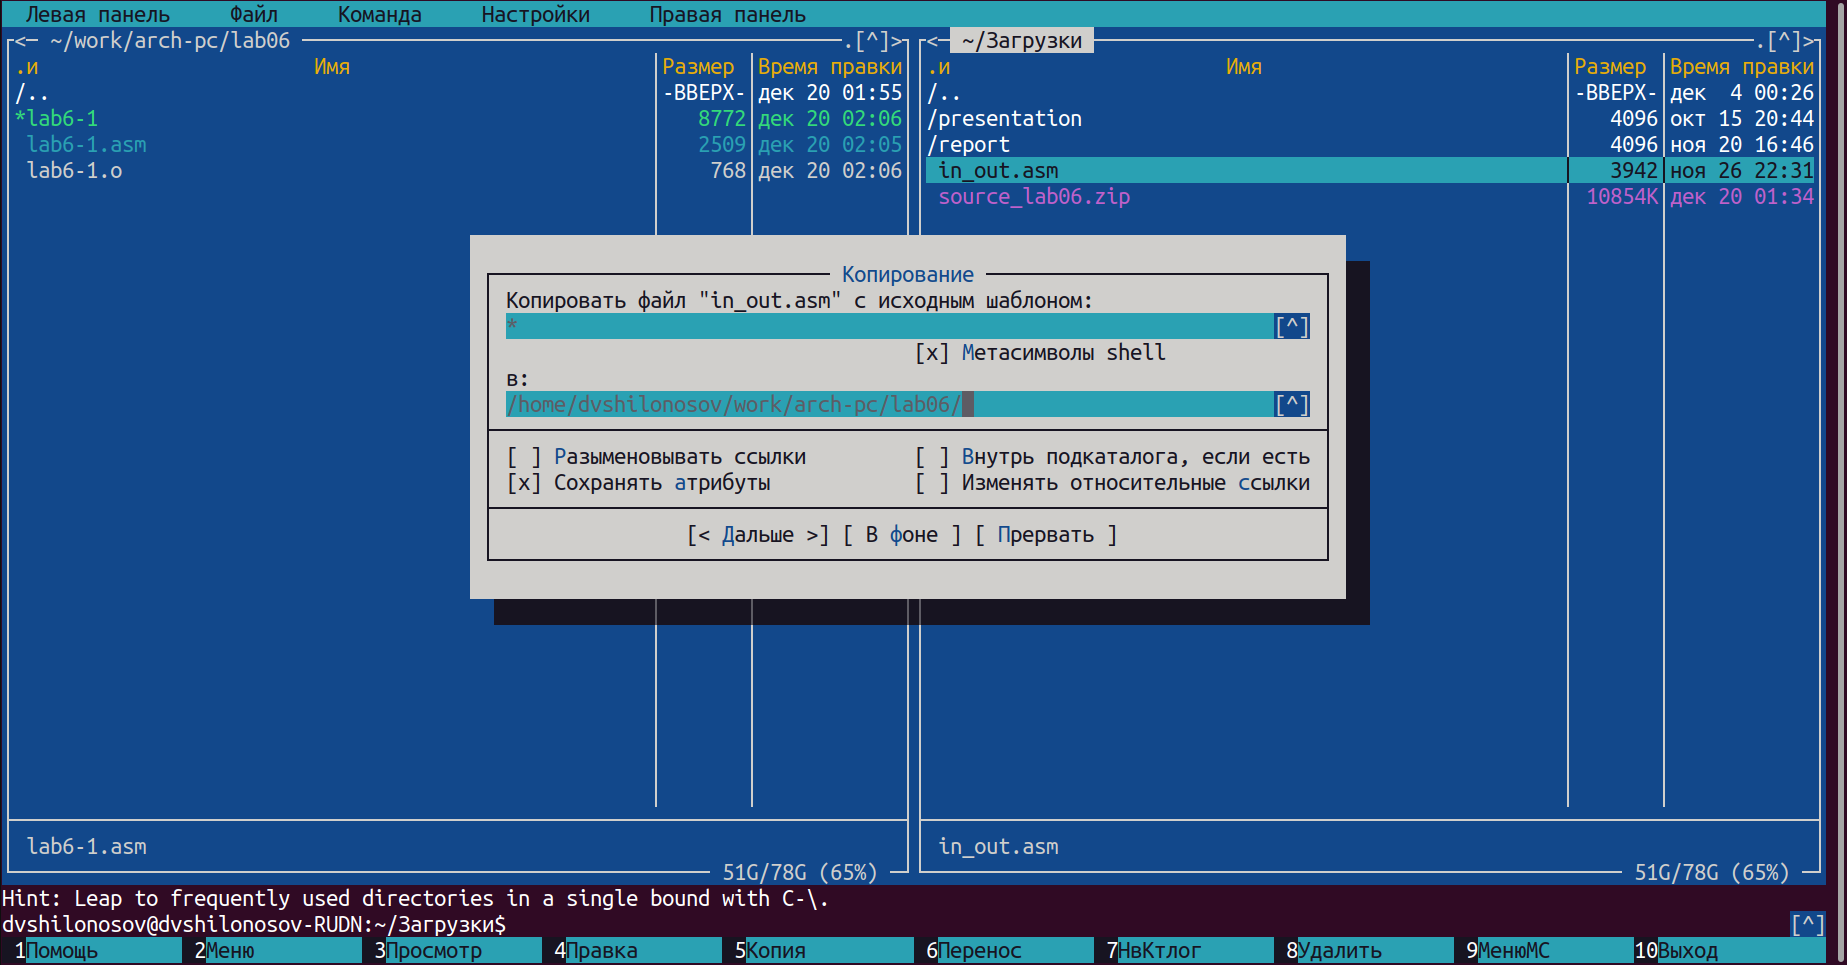 Левая панель Файл Команда Настройки Правая панель
<─ ~/work/arch-pc/lab06 .[^]>
.и Имя Размер Время правки
/.. -ВВЕРХ- дек 20 01:55
*lab6-1 8772 дек 20 02:06
lab6-1.asm 2509 дек 20 02:05
lab6-1.o 768 дек 20 02:06
lab6-1.asm
51G/78G (65%)
<─ ~/Загрузки .[^]>
.и Имя Размер Время правки
/.. -ВВЕРХ- дек 4 00:26
/presentation 4096 окт 15 20:44
/report 4096 ноя 20 16:46
in_out.asm 3942 ноя 26 22:31
source_lab06.zip 10854K дек 20 01:34
in_out.asm
51G/78G (65%)
Копирование
Копировать файл "in_out.asm" с исходным шаблоном:
* [^]
[x] Метасимволы shell
в:
/home/dvshilonosov/work/arch-pc/lab06/ [^]
[ ] Разыменовывать ссылки [ ] Внутрь подкаталога, если есть
[x] Сохранять атрибуты [ ] Изменять относительные ссылки
[< Дальше >] [ В фоне ] [ Прервать ]
Hint: Leap to frequently used directories in a single bound with C-\.
dvshilonosov@dvshilonosov-RUDN:~/Загрузки$ [^]
1Помощь 2Меню 3Просмотр 4Правка 5Копия 6Перенос 7НвКтлог 8Удалить 9МенюМС 10Выход